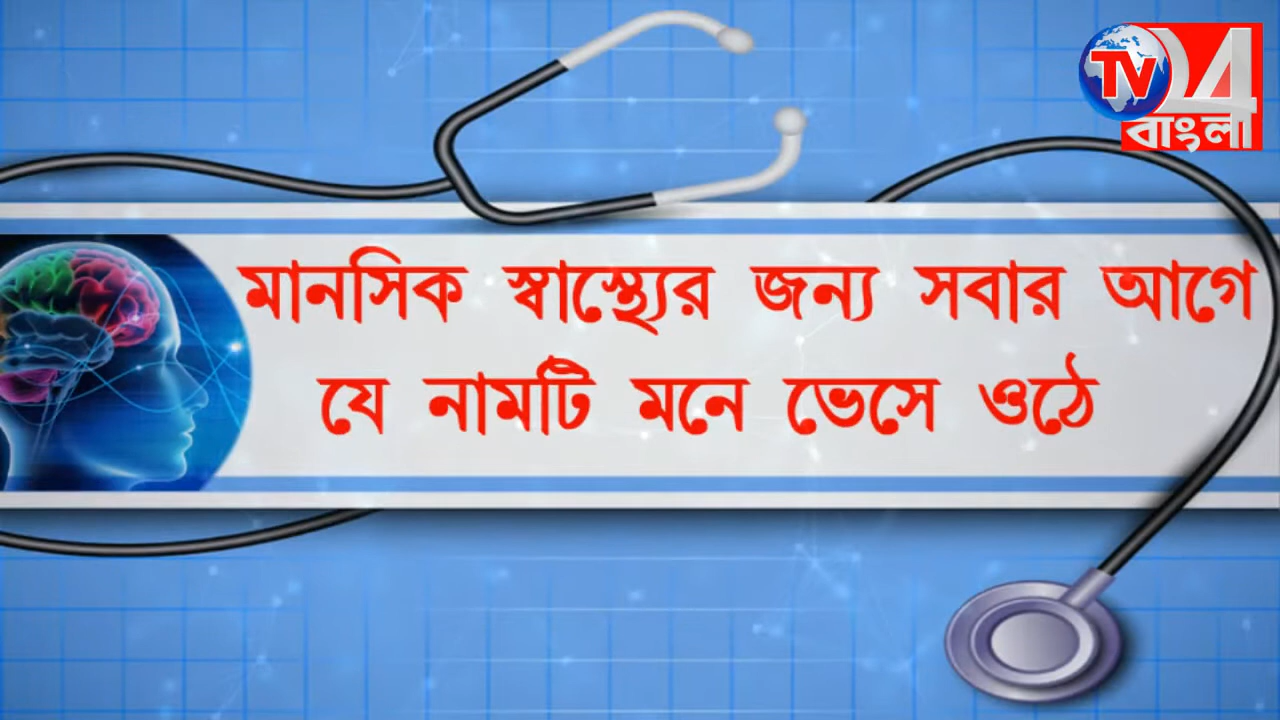 TV 24
বাংলা
মানসিক স্বাস্থ্যের জন্য সবার আগে
যে নামটি মনে ভেসে ওঠে